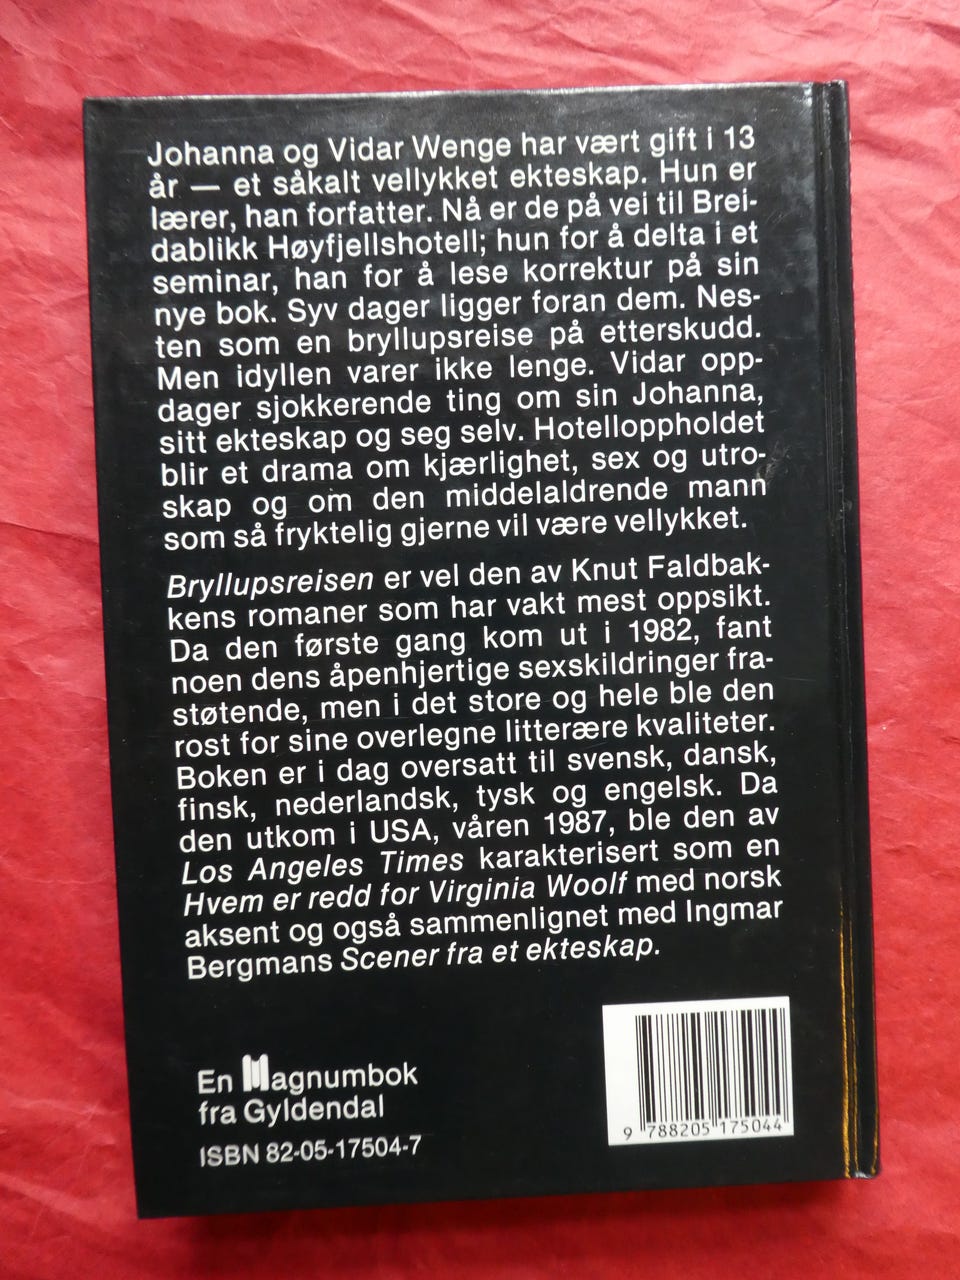 Johanna og Vidar Wenge har vært gift i 13
år — et såkalt vellykket ekteskap. Hun er
lærer, han forfatter. Nå er de på vei til Brei-
dablikk Høyfjellshotell; hun for å delta i et
seminar, han for å lese korrektur på sin
nye bok. Syv dager ligger foran dem. Nes-
ten som en bryllupsreise på etterskudd.
Men idyllen varer ikke lenge. Vidar opp-
dager sjokkerende ting om sin Johanna,
sitt ekteskap og seg selv. Hotelloppholdet
blir et drama om kjærlighet, sex og utro-
skap og om den middelaldrende mann
som så fryktelig gjerne vil være vellykket.
Bryllupsreisen er vel den av Knut Faldbak-
kens romaner som har vakt mest oppsikt.
Da den første gang kom ut i 1982, fant
noen dens åpenhjertige sexskildringer fra-
støtende, men i det store og hele ble den
rost for sine overlegne litterære kvaliteter.
Boken er i dag oversatt til svensk, dansk,
finsk, nederlandsk, tysk og engelsk. Da
den utkom i USA, våren 1987, ble den av
Los Angeles Times karakterisert som en
Hvem er redd for Virginia Woolf med norsk
aksent og også sammenlignet med Ingmar
Bergmans Scener fra et ekteskap.
En Magnumbok
fra Gyldendal
ISBN 82-05-17504-7
9 788205 175044